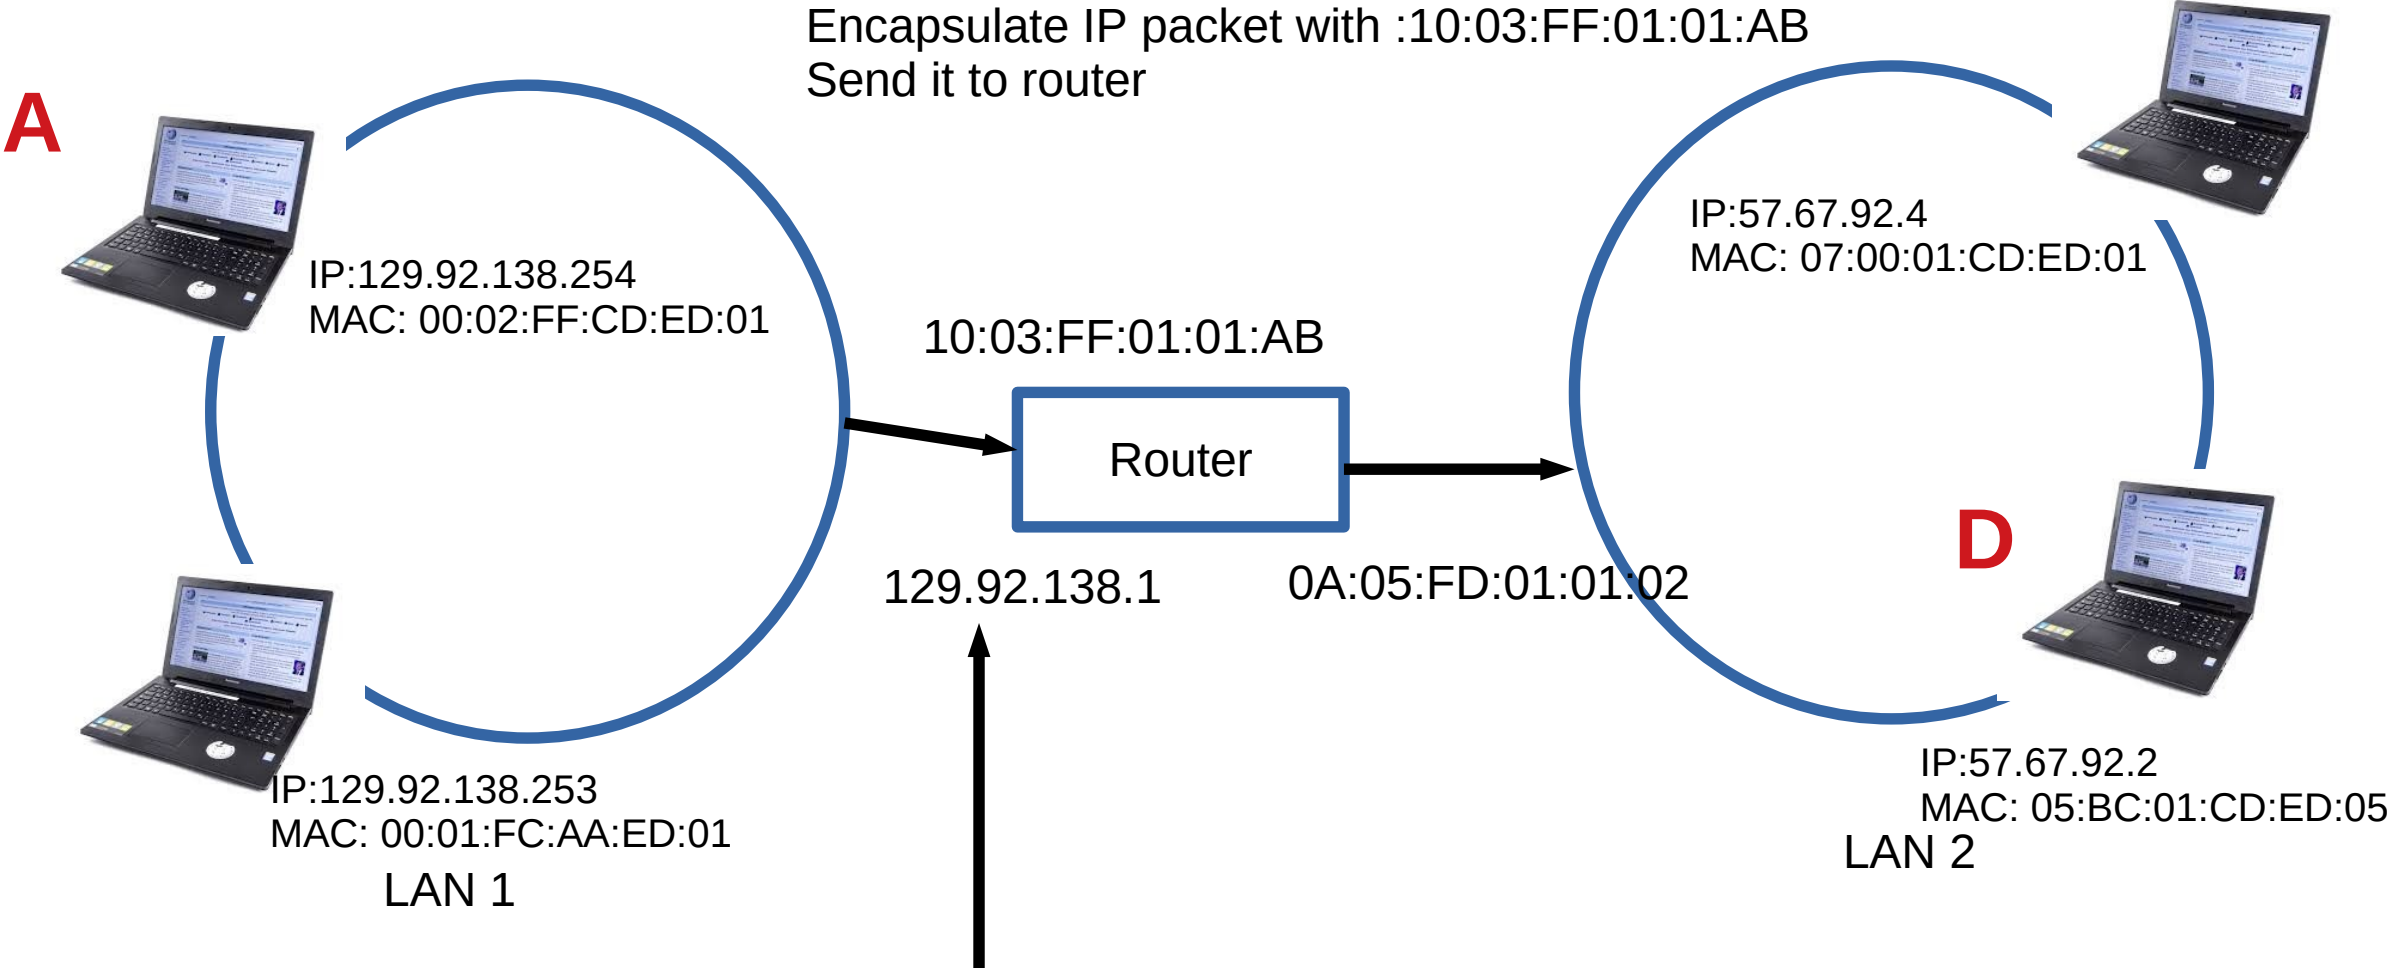 Encapsulate IP packet with :10:03:FF:01:01:AB
Send it to router
A
IP:129.92.138.254
MAC: 00:02:FF:CD:ED:01
IP:57.67.92.4
MAC: 07:00:01:CD:ED:01
10:03:FF:01:01:AB
Router
129.92.138.1
0A:05:FD:01:01:02
D
IP:129.92.138.253
MAC: 00:01:FC:AA:ED:01
LAN 1
IP:57.67.92.2
MAC: 05:BC:01:CD:ED:05
LAN 2